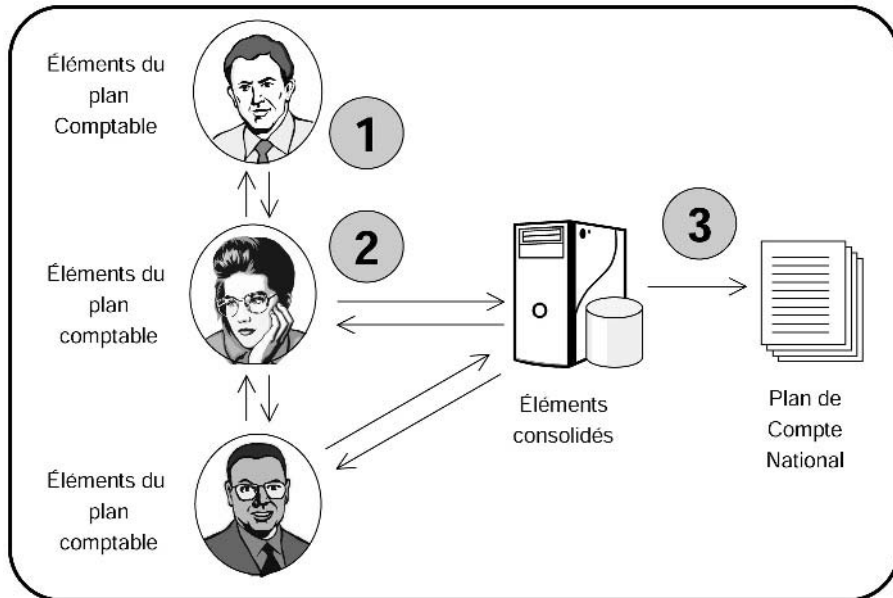 Éléments du
plan
Comptable
1
2
3
Éléments du
plan
comptable
Éléments
consolidés
Plan de
Compte
National
Éléments du
plan
comptable